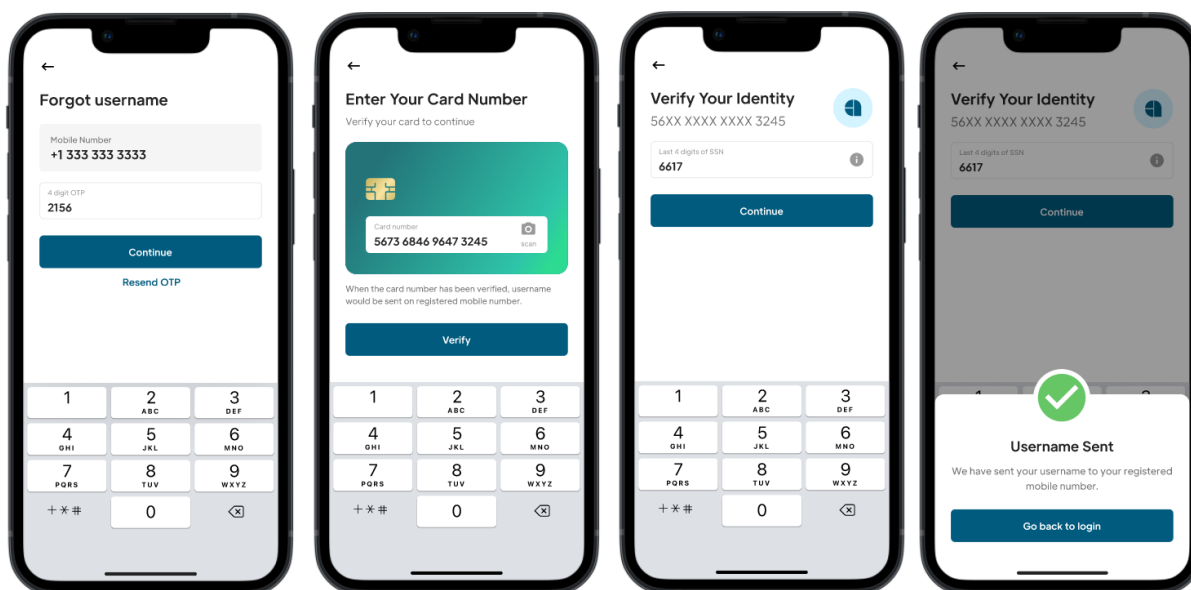 Forgot username
Mobile Number
+1 333 333 3333
4 digit OTP
2156
Continue
Resend OTP
1
2
ABC
3
DEF
4
GHI
5
JKL
6
MNO
7
PQRS
8
TUV
9
WXYZ
+*#
0
Enter Your Card Number
Verify your card to continue
Card number
5673 6846 9647 3245
scan
When the card number has been verified, username
would be sent on registered mobile number.
Verify
1
2
ABC
3
DEF
4
GHI
5
JKL
6
MNO
7
PQRS
8
TUV
9
WXYZ
+*#
0
Verify Your Identity
56XX XXXX XXXX 3245
Last 4 digits of SSN
6617
Continue
1
2
ABC
3
DEF
4
GHI
5
JKL
6
MNO
7
PQRS
8
TUV
9
WXYZ
+*#
0
Verify Your Identity
56XX XXXX XXXX 3245
Last 4 digits of SSN
6617
Continue
Username Sent
We have sent your username to your registered
mobile number.
Go back to login